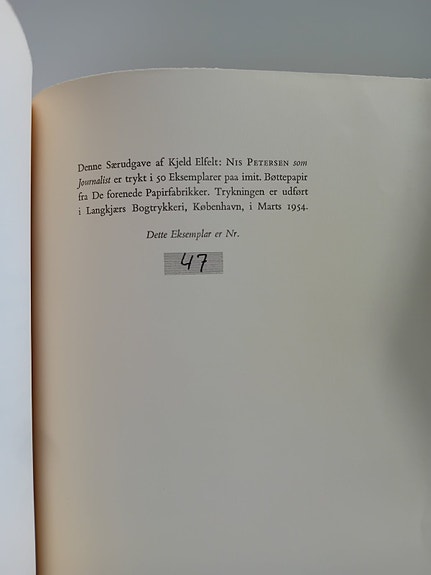 Denne Særudgave af Kjeld Elfelt: Nis Petersen som
Journalist er trykt i 50 Eksemplarer paa imit. Bøttepapir
fra De forenede Papirfabrikker. Trykningen er udført
i Langkjærs Bogtrykkeri, København, i Marts 1954.
Dette Eksemplar er Nr.
47